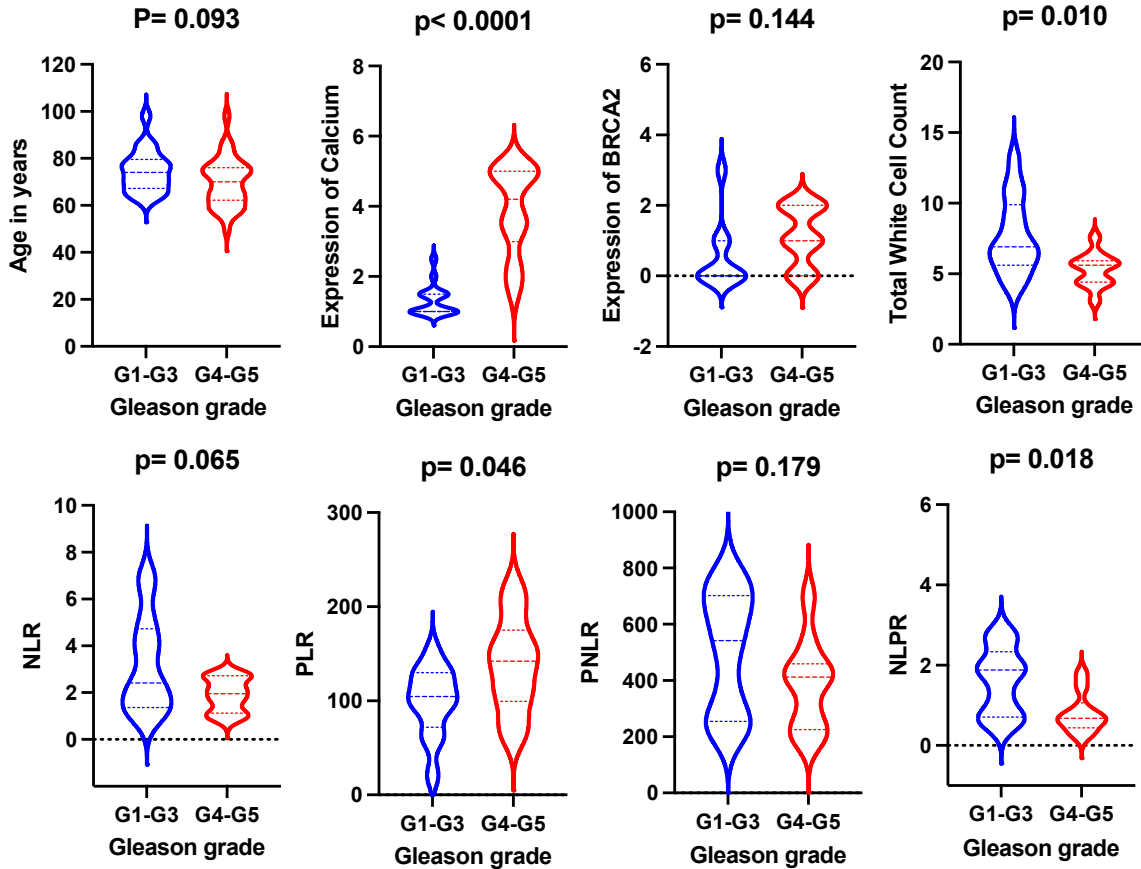 P= 0.093
p< 0.0001
p= 0.144
p= 0.010
Age in years
120
100
80
60
40
20
0
G1-G3 G4-G5
Gleason grade
Expression of Calcium
8
6
4
2
0
G1-G3 G4-G5
Gleason grade
Expression of BRCA2
6
4
2
0
-2
G1-G3 G4-G5
Gleason grade
Total White Cell Count
20
15
10
5
0
G1-G3 G4-G5
Gleason grade
p= 0.065
p= 0.046
p= 0.179
p= 0.018
NLR
10
8
6
4
2
0
G1-G3 G4-G5
Gleason grade
PLR
300
200
100
0
G1-G3 G4-G5
Gleason grade
PNLR
1000
800
600
400
200
0
G1-G3 G4-G5
Gleason grade
NLPR
6
4
2
0
G1-G3 G4-G5
Gleason grade